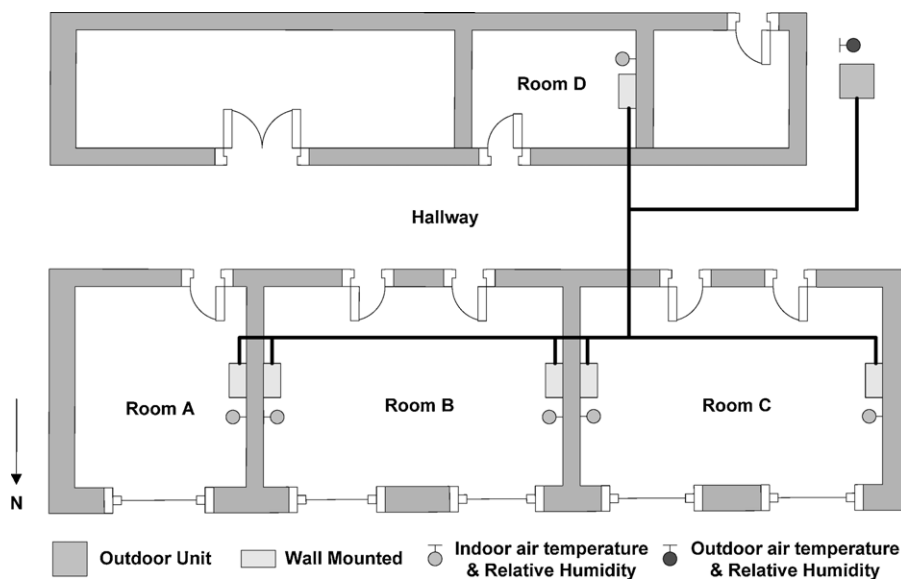 Room D
Hallway
Room A
Room B
Room C
N
Outdoor Unit
Wall Mounted
Indoor air temperature
& Relative Humidity
Outdoor air temperature
& Relative Humidity